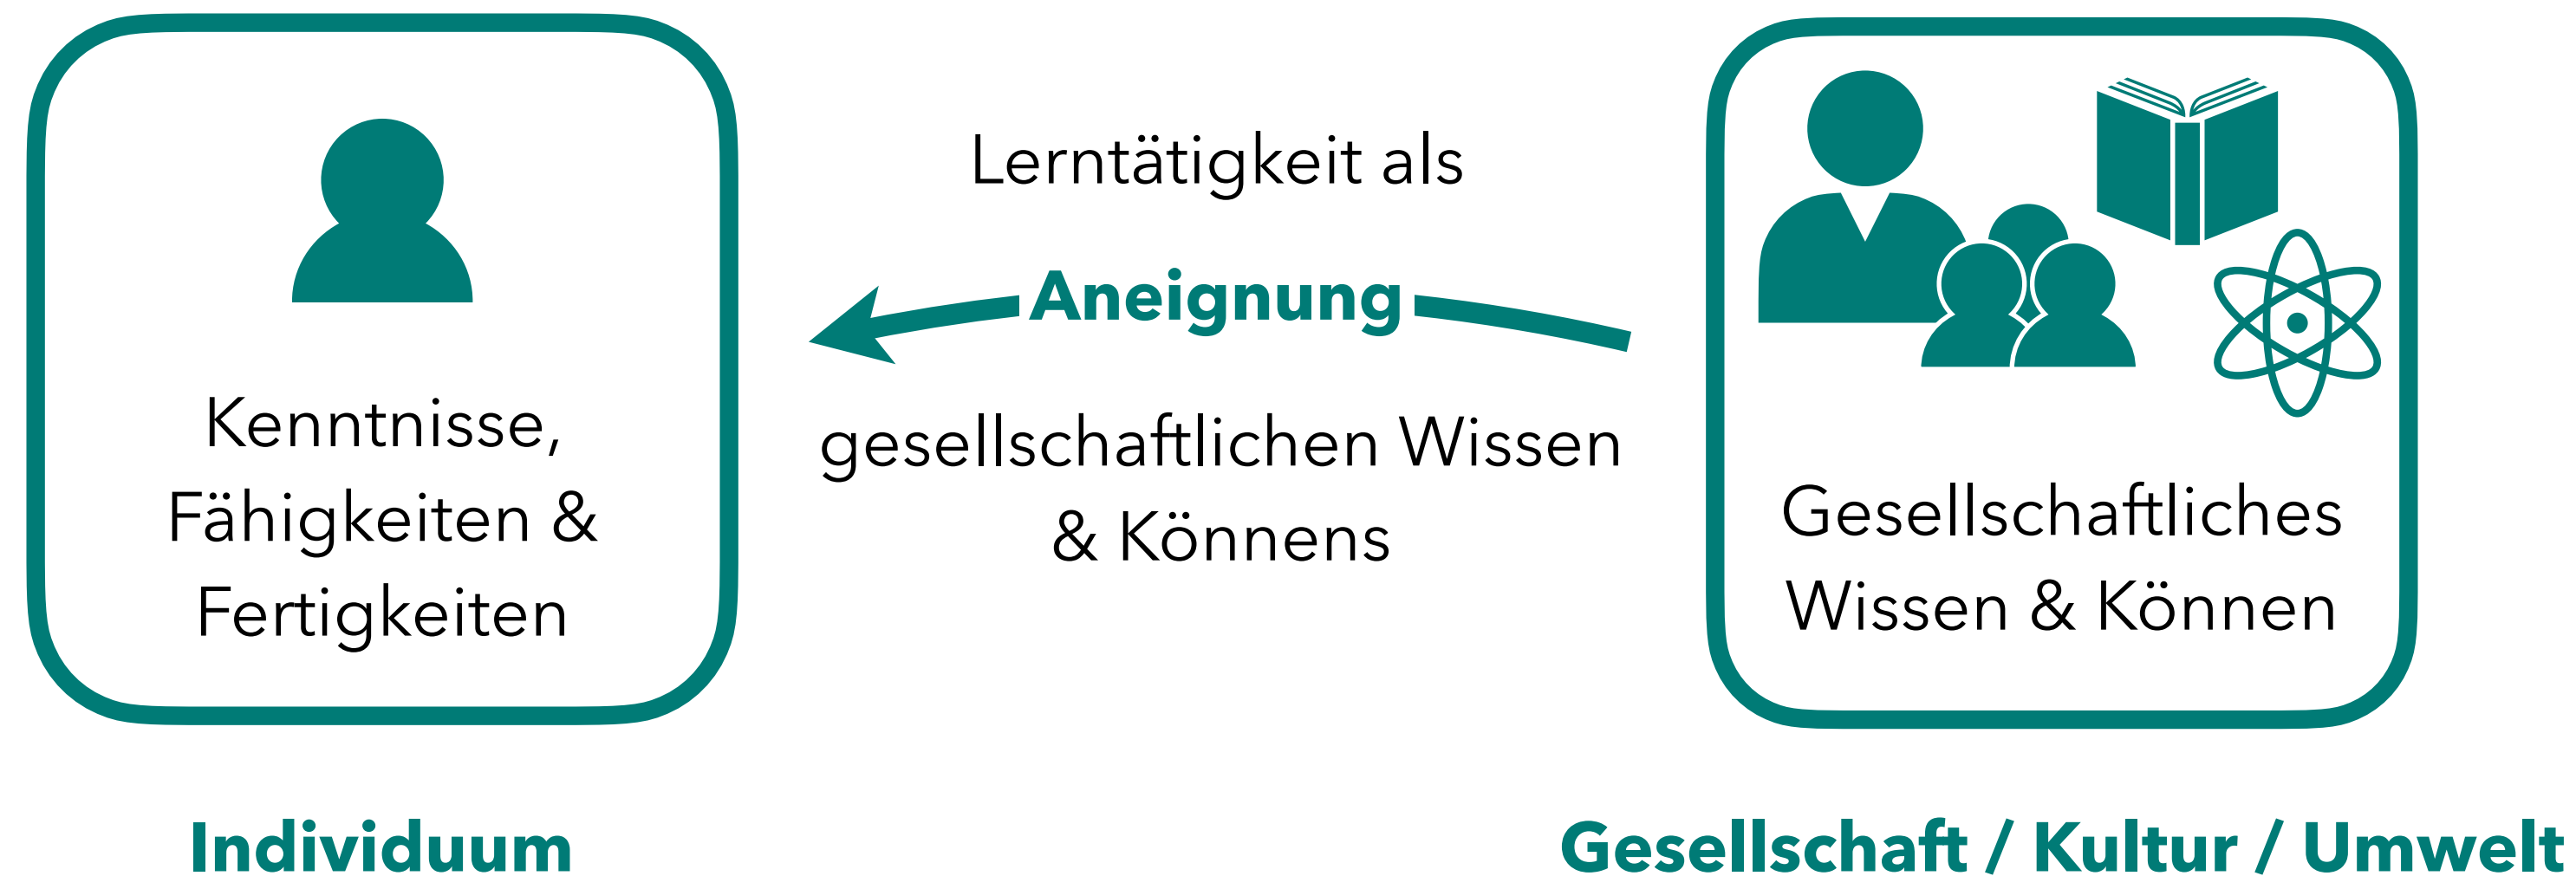 Kenntnisse,
Fähigkeiten &
Fertigkeiten
Individuum
Lerntätigkeit als
Aneignung
gesellschaftlichen Wissen
& Könnens
Gesellschaftliches
Wissen & Können
Gesellschaft / Kultur / Umwelt